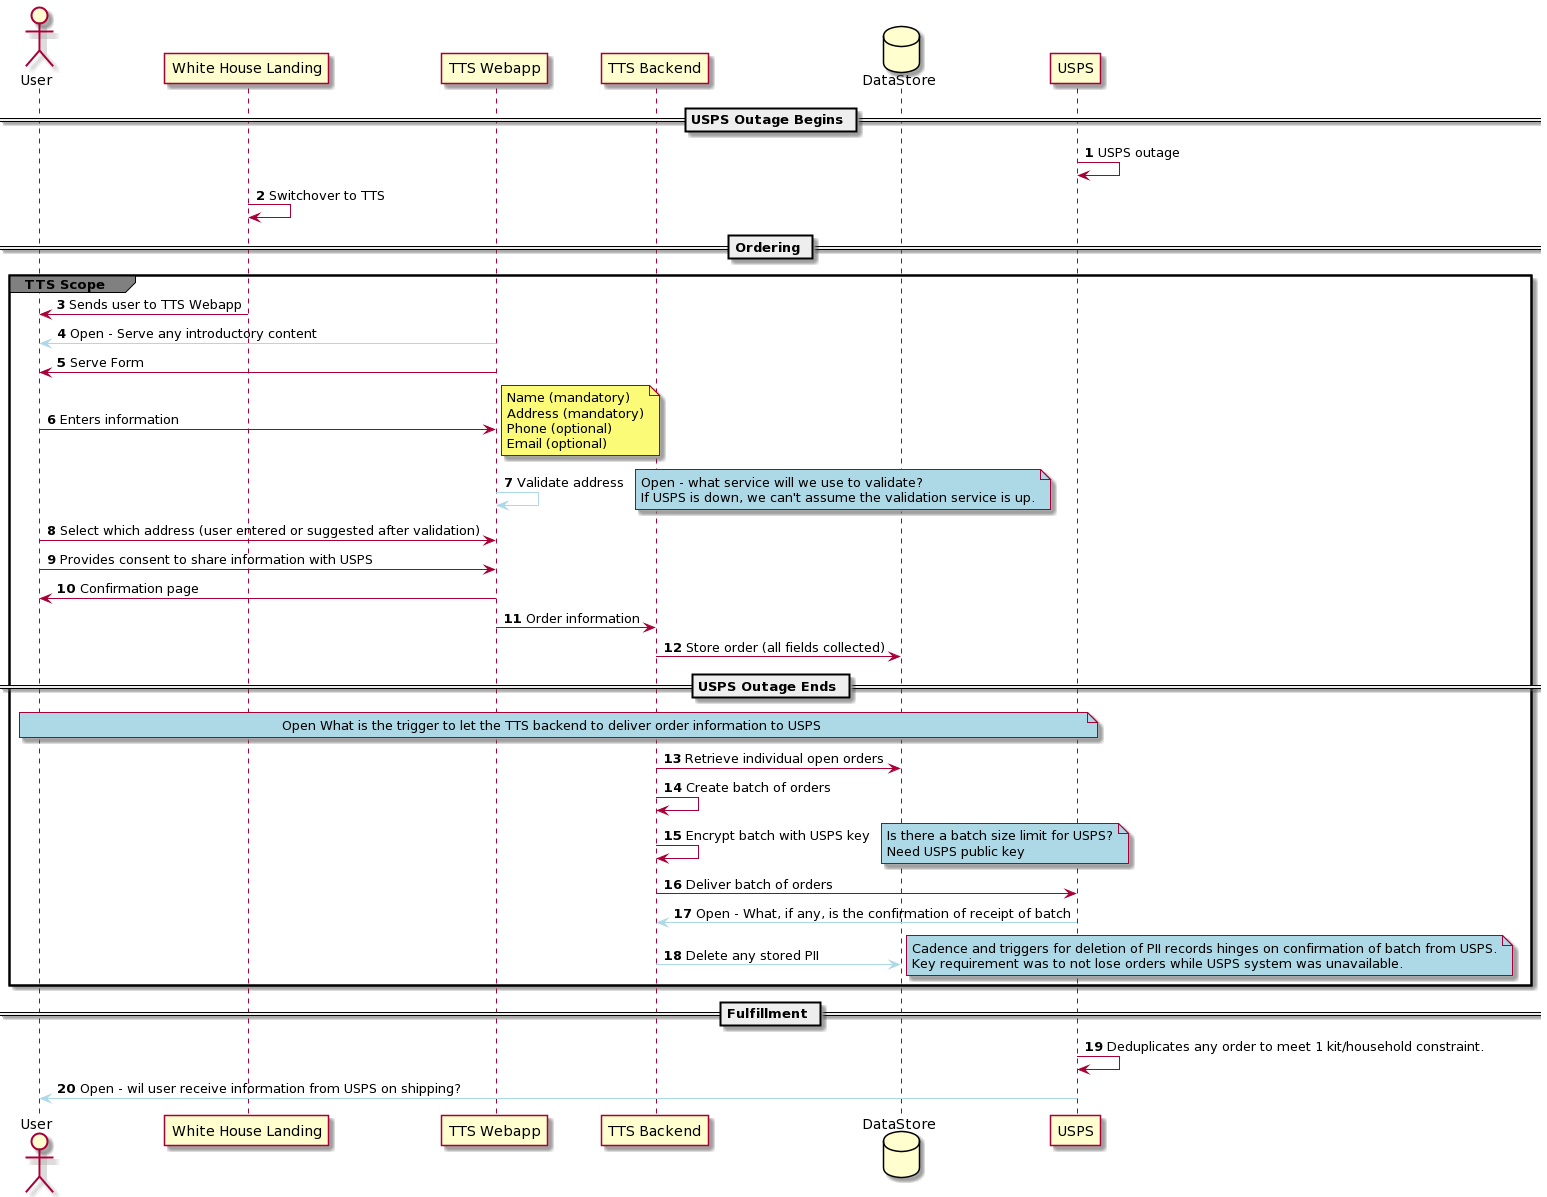 User
White House Landing
TTS Webapp
TTS Backend
DataStore
USPS
USPS Outage Begins
1 USPS outage
2 Switchover to TTS
Ordering
TTS Scope
3 Sends user to TTS Webapp
4 Open - Serve any introductory content
5 Serve Form
6 Enters information
Name (mandatory)
Address (mandatory)
Phone (optional)
Email (optional)
7 Validate address
Open - what service will we use to validate?
If USPS is down, we can't assume the validation service is up.
8 Select which address (user entered or suggested after validation)
9 Provides consent to share information with USPS
10 Confirmation page
11 Order information
12 Store order (all fields collected)
USPS Outage Ends
Open What is the trigger to let the TTS backend to deliver order information to USPS
13 Retrieve individual open orders
14 Create batch of orders
15 Encrypt batch with USPS key
Is there a batch size limit for USPS?
Need USPS public key
16 Deliver batch of orders
17 Open - What, if any, is the confirmation of receipt of batch
18 Delete any stored PII
Cadence and triggers for deletion of PII records hinges on confirmation of batch from USPS.
Key requirement was to not lose orders while USPS system was unavailable.
Fulfillment
19 Deduplicates any order to meet 1 kit/household constraint.
20 Open - wil user receive information from USPS on shipping?
User
White House Landing
TTS Webapp
TTS Backend
DataStore
USPS